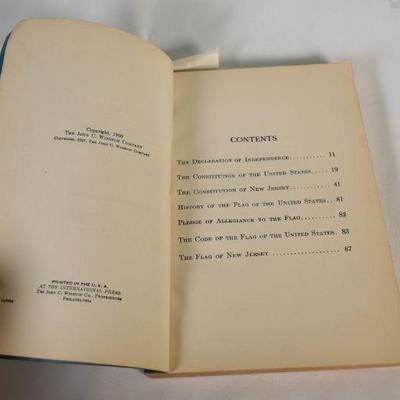 Copyright, 1950
The John C. Winston Company
Copyright, 1947, The John C. Winston Company
PRINTED IN THE U. S. A.
AT THE INTERNATIONAL PRESS
The John C. Winston Co., Proprietors
Philadelphia
CONTENTS
The Declaration of Independence.......... 11
The Constitution of the United States..... 19
The Constitution of New Jersey........... 41
History of the Flag of the United States.. 81
Pledge of Allegiance to the Flag.......... 82
The Code of the Flag of the United States. 83
The Flag of New Jersey................... 87